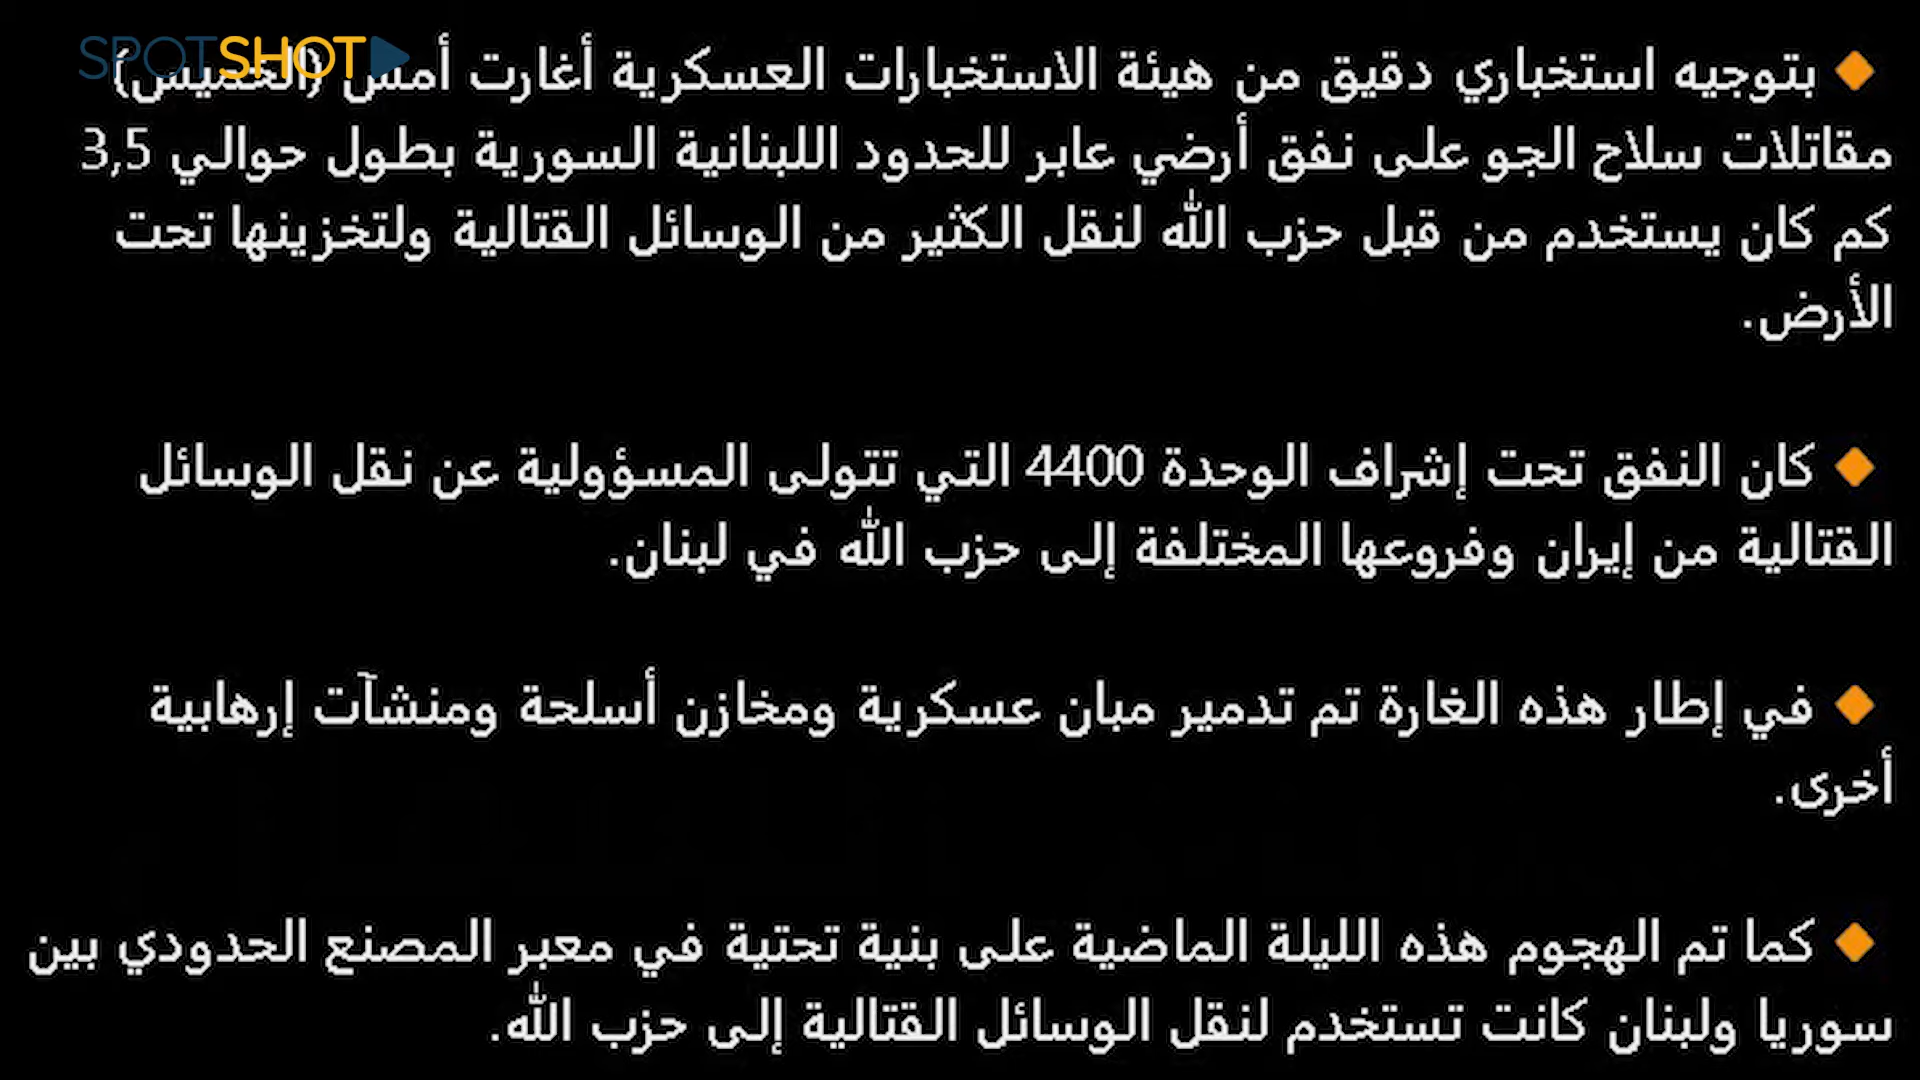 SPOTSHOT
🔶 بتوجيه استخباري دقيق من هيئة الاستخبارات العسكرية أغارت أمس (الخميس)
مقاتلات سلاح الجو على نفق أرضي عابر للحدود اللبنانية السورية بطول حوالي 3,5
كم كان يستخدم من قبل حزب الله لنقل الكثير من الوسائل القتالية ولتخزينها تحت
الأرض.
🔶 كان النفق تحت إشراف الوحدة 4400 التي تتولى المسؤولية عن نقل الوسائل
القتالية من إيران وفروعها المختلفة إلى حزب الله في لبنان.
🔶 في إطار هذه الغارة تم تدمير مبان عسكرية ومخازن أسلحة ومنشآت إرهابية
أخرى.
🔶 كما تم الهجوم هذه الليلة الماضية على بنية تحتية في معبر المصنع الحدودي بين
سوريا ولبنان كانت تستخدم لنقل الوسائل القتالية إلى حزب الله.